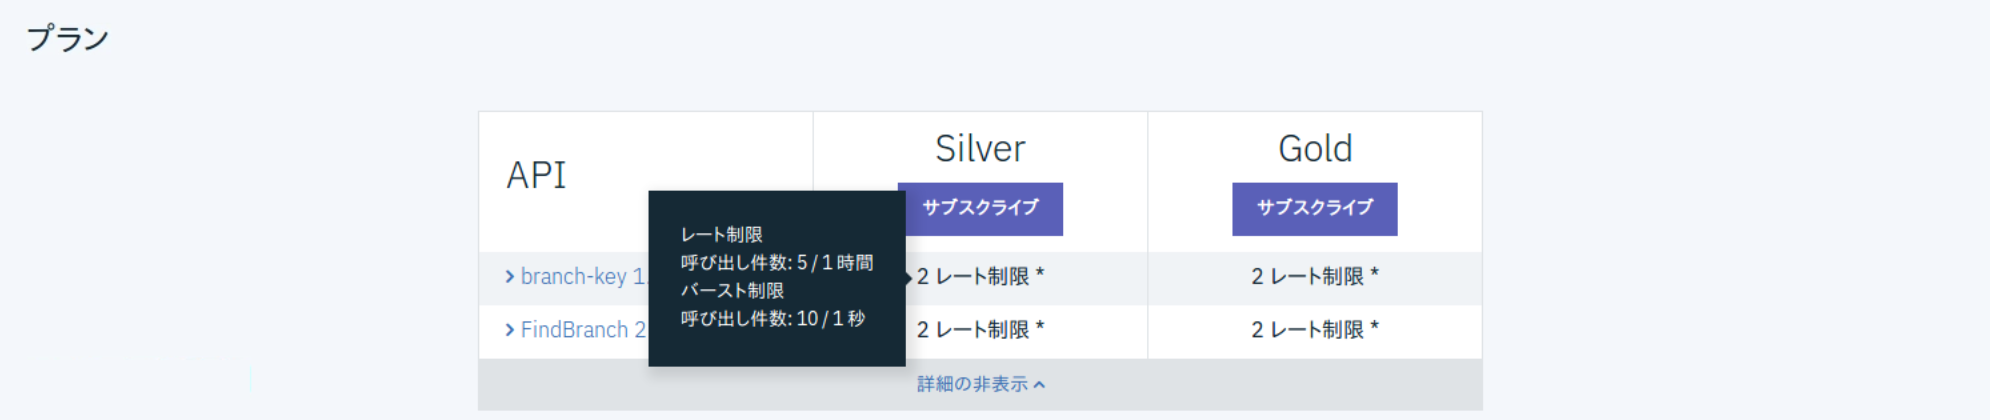 プラン
API
Silver
Gold
サブスクライブ
サブスクライブ
レート制限
呼び出し件数: 5 / 1 時間
バースト制限
呼び出し件数: 10 / 1 秒
branch-key 1.
2 レート制限 *
2 レート制限 *
FindBranch 2
2 レート制限 *
2 レート制限 *
詳細の非表示